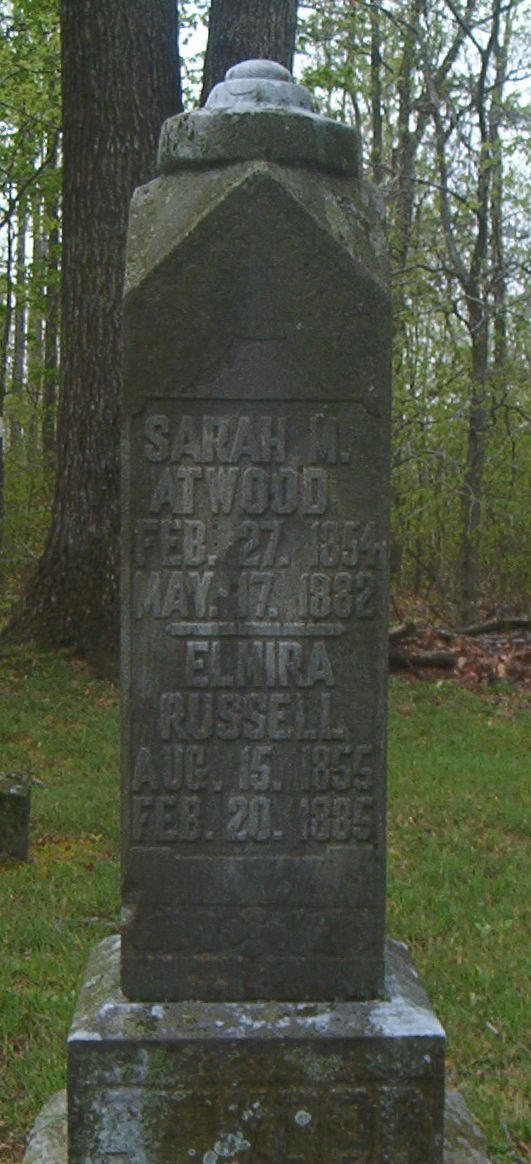 SARAH M.
ATWOOD
FEB. 27. 1854
MAY. 17. 1882
ELMIRA
RUSSELL
AUG. 15. 1855
FEB. 20. 1885